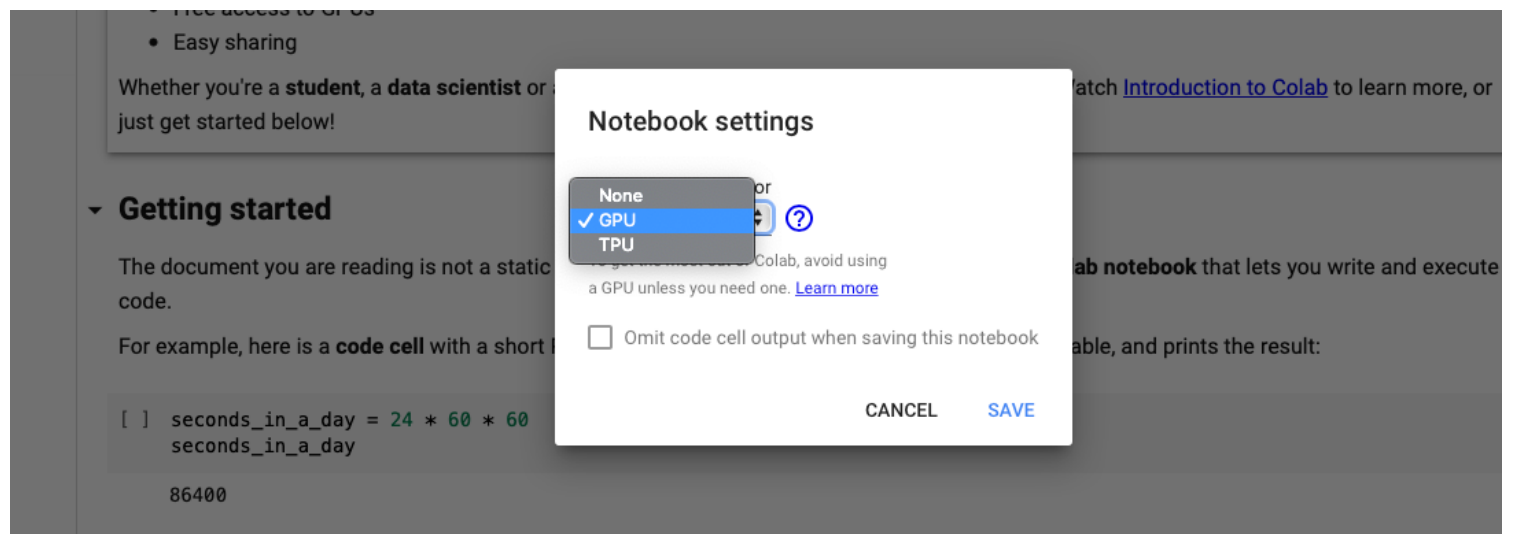 Free access to GPUs
Easy sharing
Whether you're a student, a data scientist or
Watch Introduction to Colab to learn more, or
just get started below!
Notebook settings
None
or
GPU
?
TPU
Getting started
The document you are reading is not a static
Colab, avoid using
ab notebook that lets you write and execute
code.
a GPU unless you need one. Learn more
For example, here is a code cell with a short
Omit code cell output when saving this notebook
able, and prints the result:
CANCEL SAVE
[ ] seconds_in_a_day = 24 * 60 * 60
seconds_in_a_day
86400